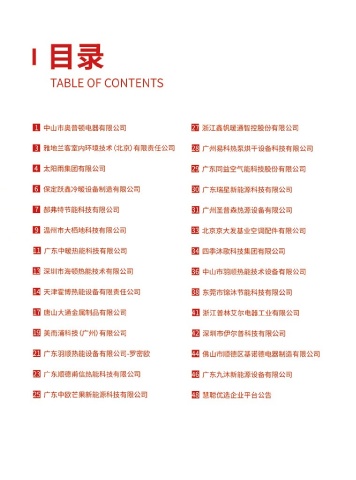 目录
TABLE OF CONTENTS
1 中山市奥普顿电器有限公司
3 雅地兰客室内环境技术(北京)有限责任公司
4 太阳雨集团有限公司
6 保定跃鑫冷暖设备制造有限公司
7 郝弗特节能科技有限公司
9 温州市大栢地科技有限公司
11 广东中暖热能科技有限公司
13 深圳市海顿热能技术有限公司
14 天津霍博热能设备有限责任公司
17 唐山大通金属制品有限公司
19 美而浦科技(广州)有限公司
21 广东羽顺热能设备有限公司-罗密欧
23 广东顺德甫信热能科技有限公司
25 广东中欧芒果新能源科技有限公司
27 浙江鑫帆暖通智控股份有限公司
28 广州易科热泵烘干设备科技有限公司
29 广东同益空气能科技股份有限公司
30 广东瑞星新能源科技有限公司
31 广州圣普森热源设备有限公司
33 北京京大发基业空调配件有限公司
34 四季沐歌科技集团有限公司
36 中山市羽顺热能技术设备有限公司
38 东莞市锦沐节能科技有限公司
41 浙江普林艾尔电器工业有限公司
42 深圳市伊尔普科技有限公司
44 佛山市顺德区基诺德电器制造有限公司
46 广东九沐新能源设备有限公司
48 慧聪优选企业平台公告